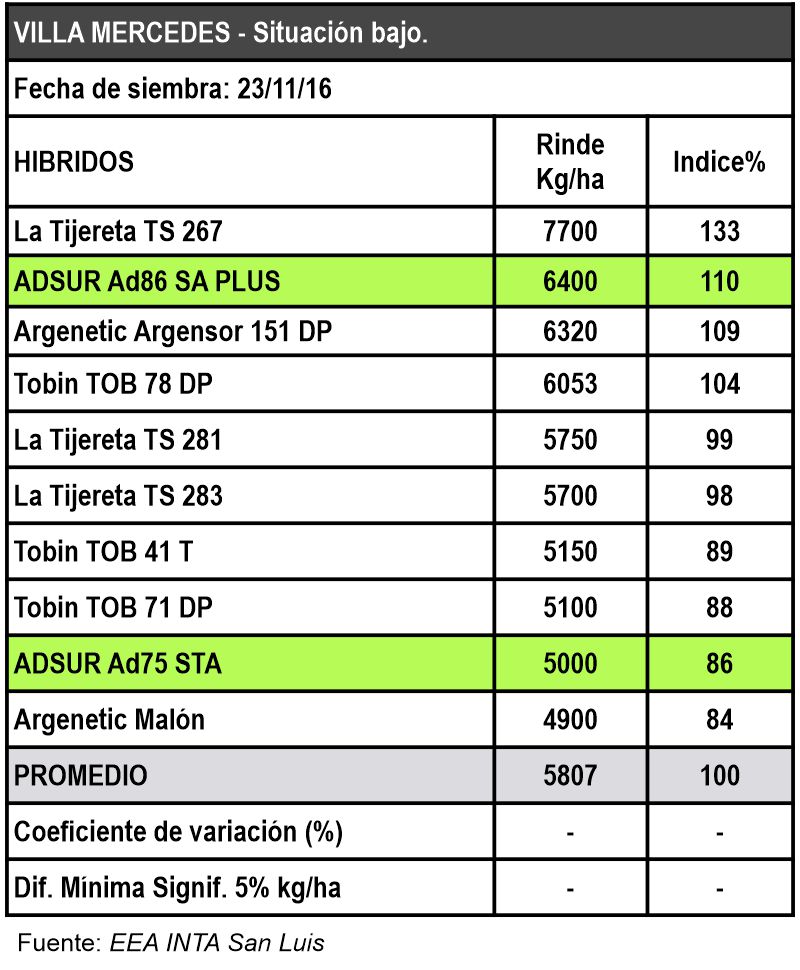 VILLA MERCEDES - Situación bajo.
Fecha de siembra: 23/11/16
HIBRIDOS Rinde Kg/ha Indice%
La Tijereta TS 267 7700 133
ADSUR Ad86 SA PLUS 6400 110
Argenetic Argensor 151 DP 6320 109
Tobin TOB 78 DP 6053 104
La Tijereta TS 281 5750 99
La Tijereta TS 283 5700 98
Tobin TOB 41 T 5150 89
Tobin TOB 71 DP 5100 88
ADSUR Ad75 STA 5000 86
Argenetic Malón 4900 84
PROMEDIO 5807 100
Coeficiente de variación (%) - -
Dif. Mínima Signif. 5% kg/ha - -
Fuente: EEA INTA San Luis